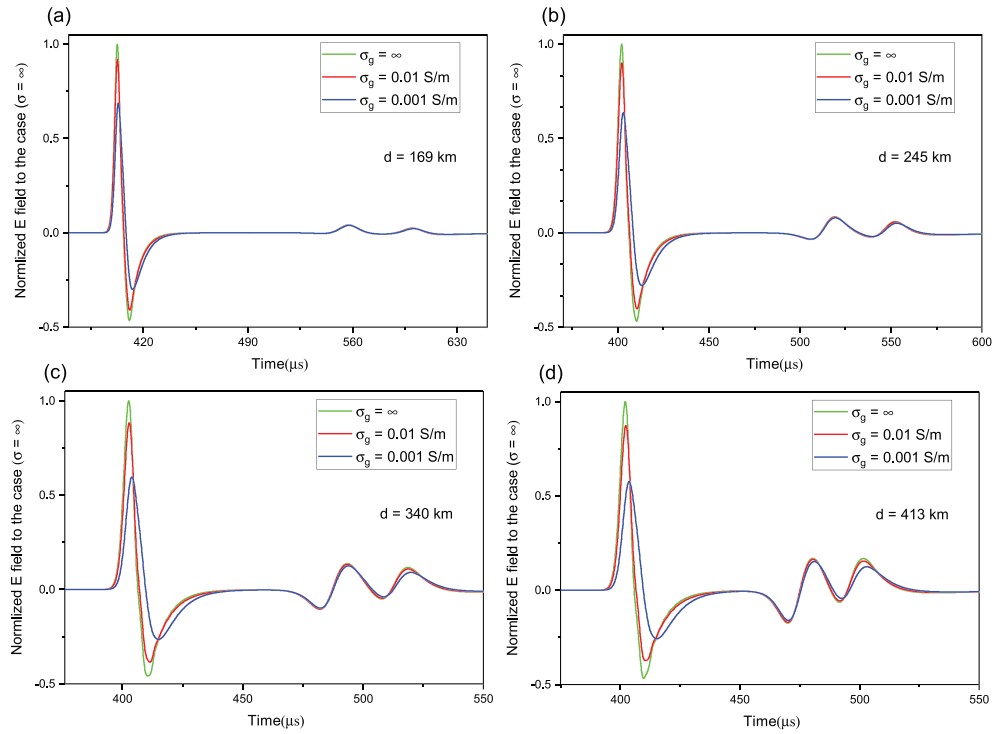 (a)
Normlized E field to the case (σ = ∞)
1.0
0.5
0.0
-0.5
σg = ∞
σg = 0.01 S/m
σg = 0.001 S/m
d = 169 km
420
490
560
630
Time(μs)
(b)
Normlized E field to the case (σ = ∞)
1.0
0.5
0.0
-0.5
σg = ∞
σg = 0.01 S/m
σg = 0.001 S/m
d = 245 km
400
450
500
550
600
Time(μs)
(c)
Normlized E field to the case (σ = ∞)
1.0
0.5
0.0
-0.5
σg = ∞
σg = 0.01 S/m
σg = 0.001 S/m
d = 340 km
400
450
500
550
Time(μs)
(d)
Normlized E field to the case (σ = ∞)
1.0
0.5
0.0
-0.5
σg = ∞
σg = 0.01 S/m
σg = 0.001 S/m
d = 413 km
400
450
500
550
Time(μs)